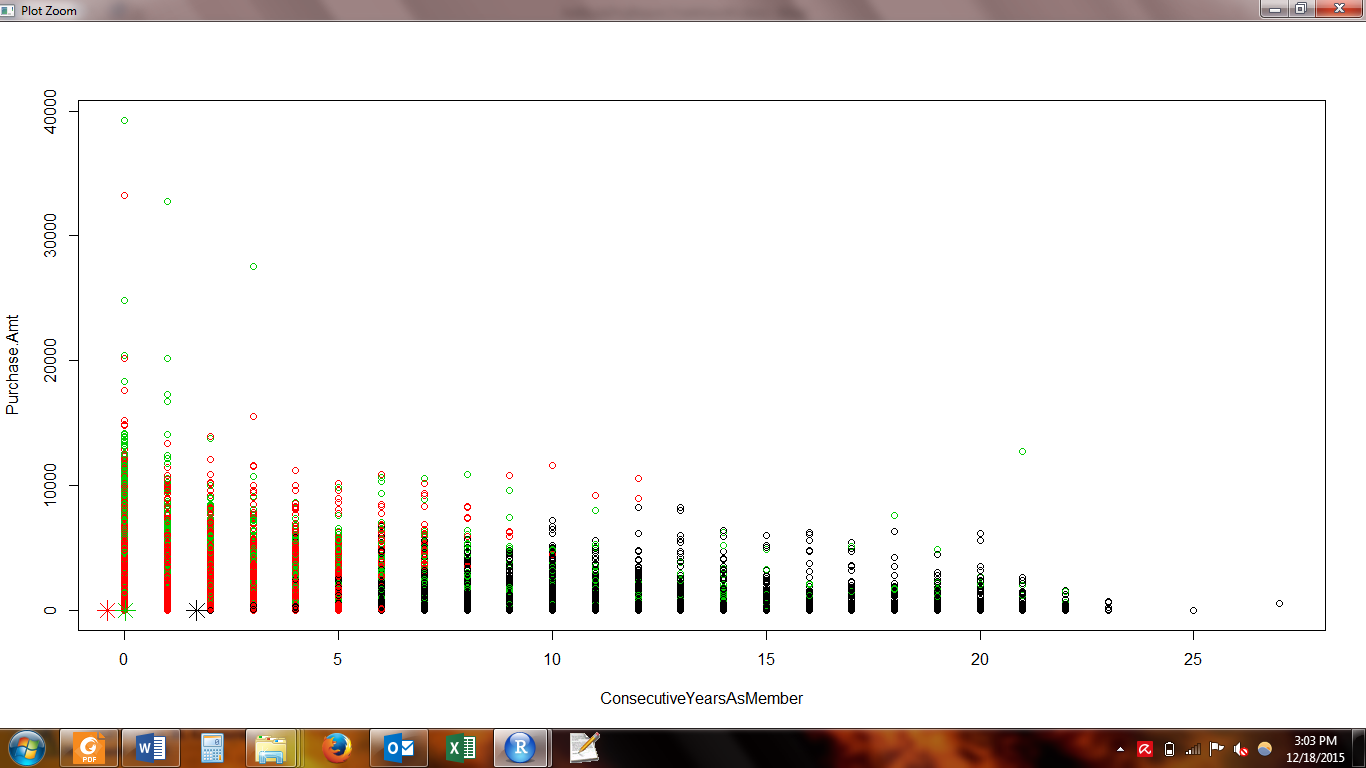 Plot Zoom
40000
30000
20000
10000
0
Purchase.Amt
0 5 10 15 20 25
ConsecutiveYearsAsMember
PDF
3:03 PM
12/18/2015